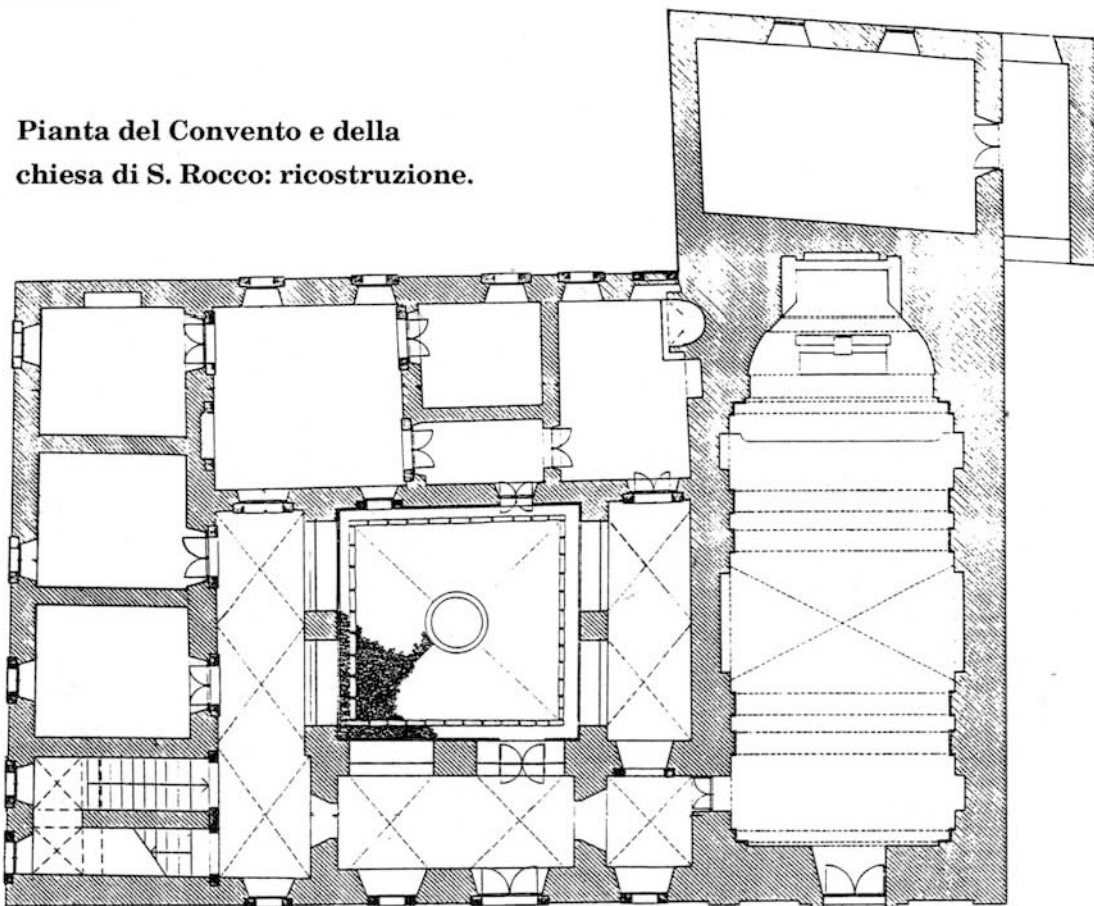 Pianta del Convento e della
chiesa di S. Rocco: ricostruzione.